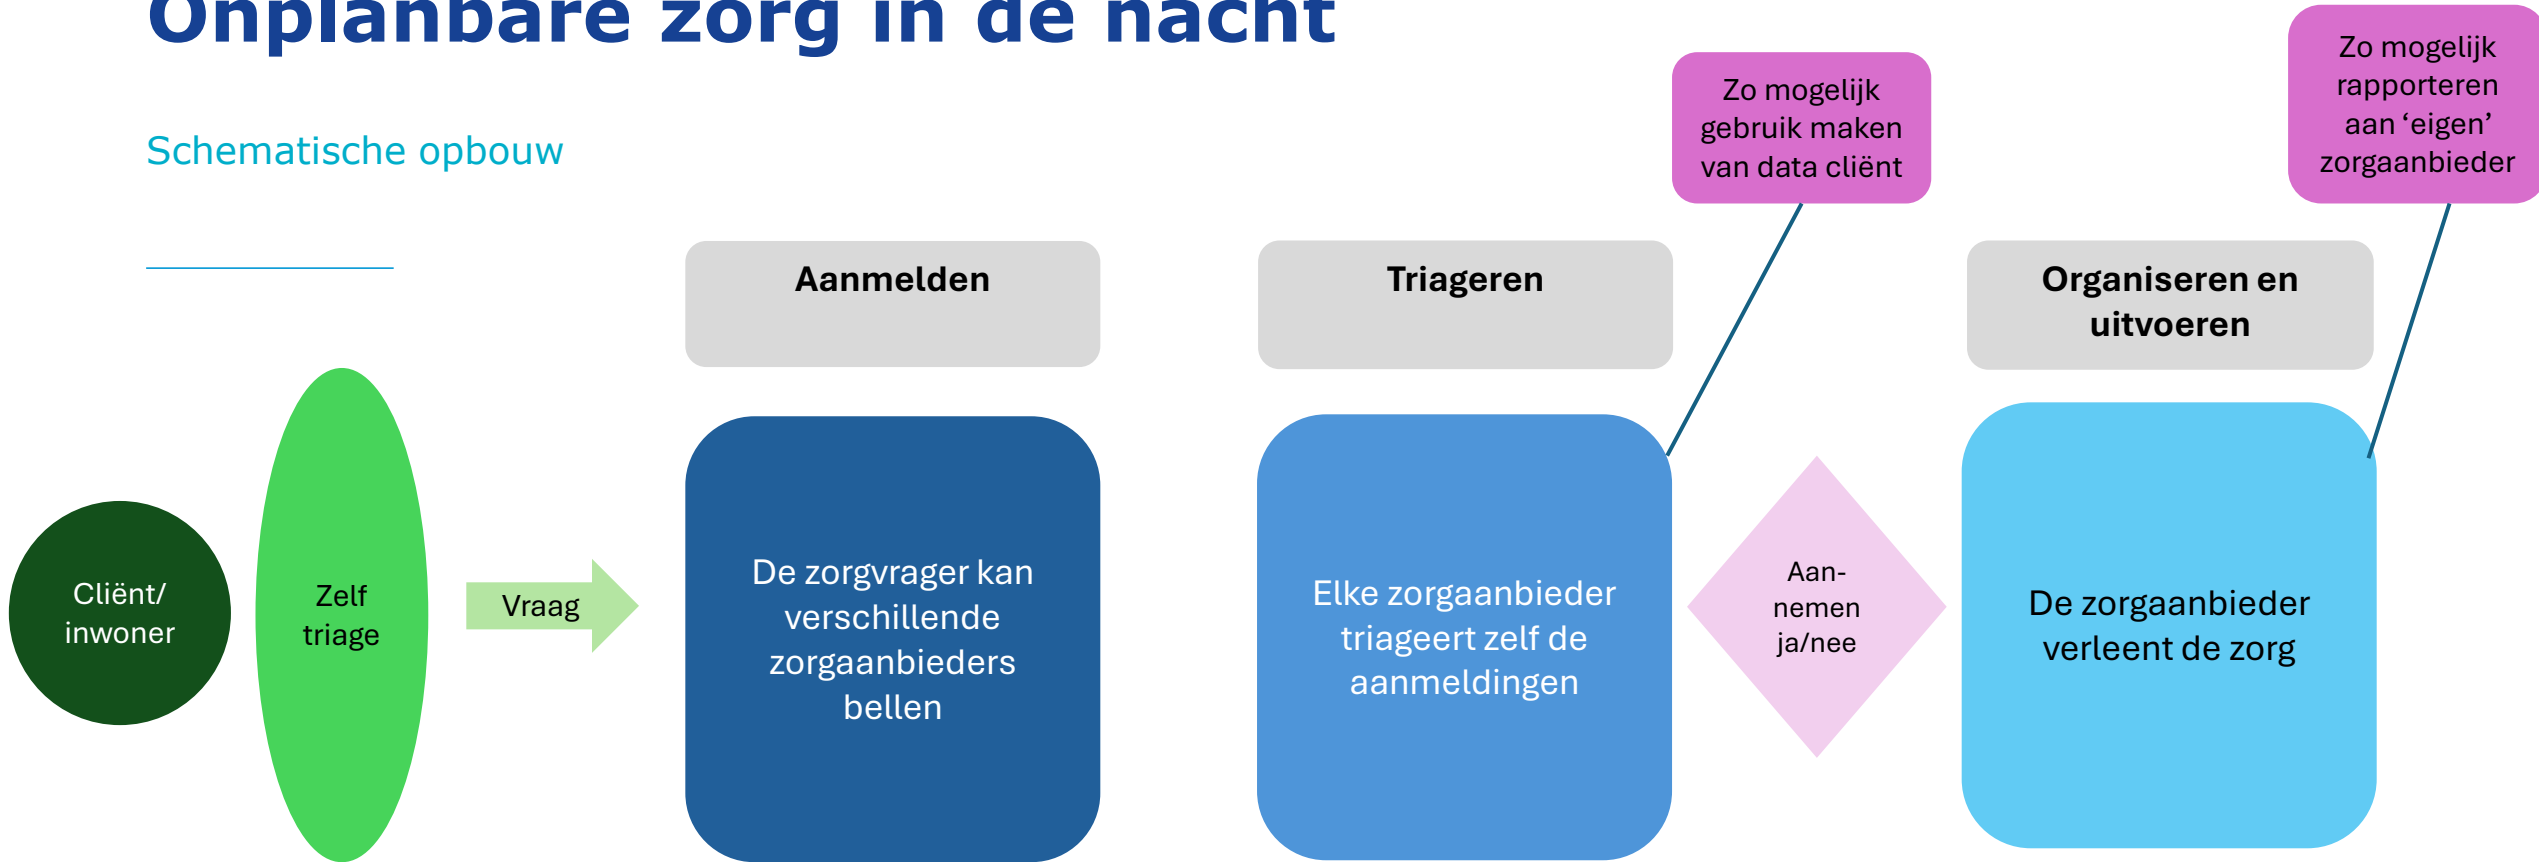 Onplanbare zorg in de nacht
Schematische opbouw
Zo mogelijk
gebruik maken
van data cliënt
Zo mogelijk
rapporteren
aan ‘eigen’
zorgaanbieder
Aanmelden
Triageren
Organiseren en
uitvoeren
Cliënt/
inwoner
Zelf
triage
Vraag
De zorgvrager kan
verschillende
zorgaanbieders
bellen
Elke zorgaanbieder
triageert zelf de
aanmeldingen
Aan-
nemen
ja/nee
De zorgaanbieder
verleent de zorg